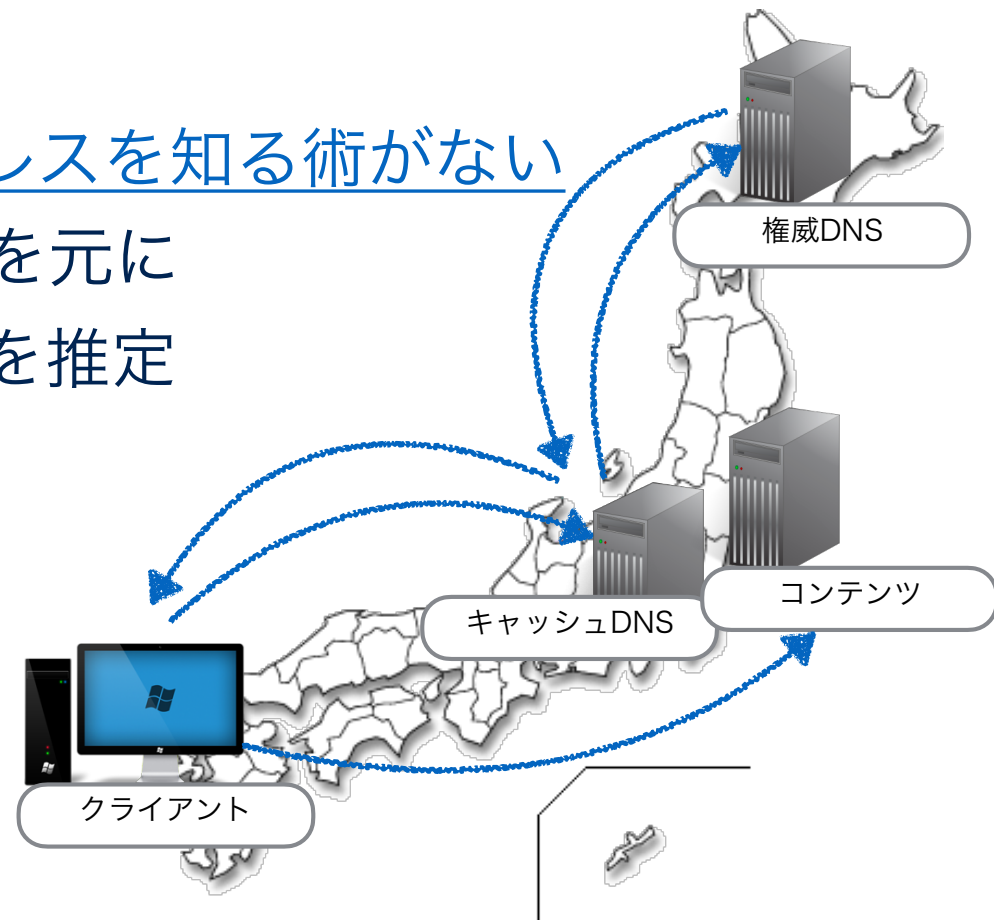 レスを知る術がない
を元に
を推定
権威DNS
コンテンツ
キャッシュDNS
クライアント